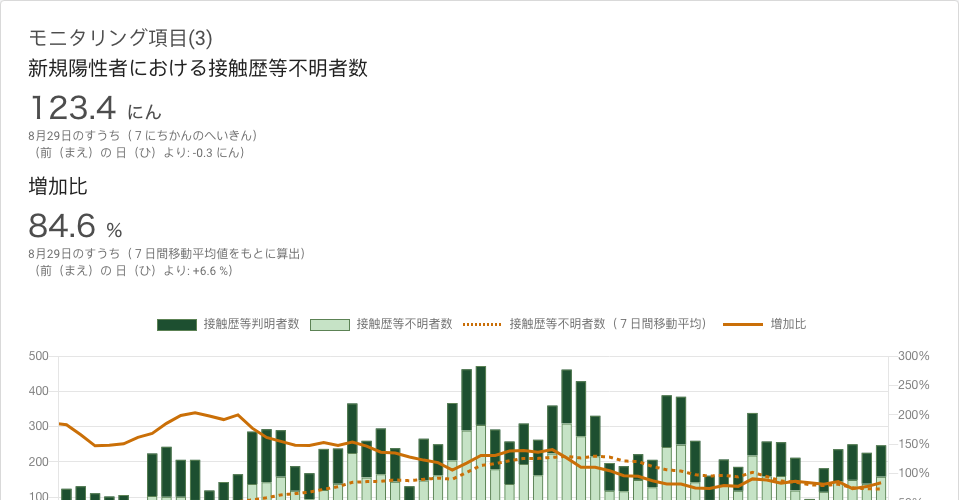 モニタリング項目(3)
新規陽性者における接触歴等不明者数
123.4 にん
8月29日のすうち（７にちかんのへいきん）
（前（まえ）の 日（ひ）より: -0.3 にん）
増加比
84.6 %
8月29日のすうち（７日間移動平均値をもとに算出）
（前（まえ）の 日（ひ）より: +6.6 %）
接触歴等判明者数 接触歴等不明者数 接触歴等不明者数（７日間移動平均） 増加比
500 300%
250%
400
200%
300
150%
200
100%
100